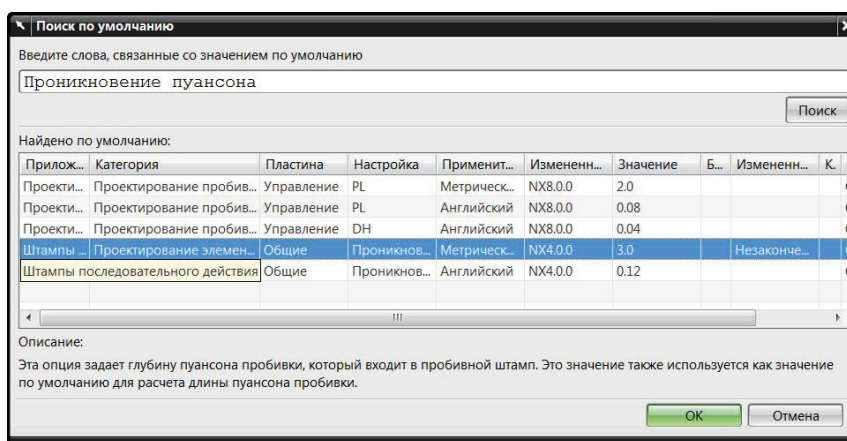 Поиск по умолчанию
Введите слова, связанные со значением по умолчанию
Проникновение пуансона
Поиск
Найдено по умолчанию:
Прилож... Категория Пластина Настройка Применит... Измененн... Значение Б... Измененн... К.
Проекти... Проектирование пробив... Управление PL Метрическ... NX8.0.0 2.0
Проекти... Проектирование пробив... Управление PL Английский NX8.0.0 0.08
Проекти... Проектирование пробив... Управление DH Английский NX8.0.0 0.04
Штампы ... Проектирование элемен... Общие Проникнов... Метрическ... NX4.0.0 3.0 Незаконче...
Штампы последовательного действия Общие Проникнов... Английский NX4.0.0 0.12
Описание:
Эта опция задает глубину пуансона пробивки, который входит в пробивной штамп. Это значение также используется как значение
по умолчанию для расчета длины пуансона пробивки.
OK Отмена